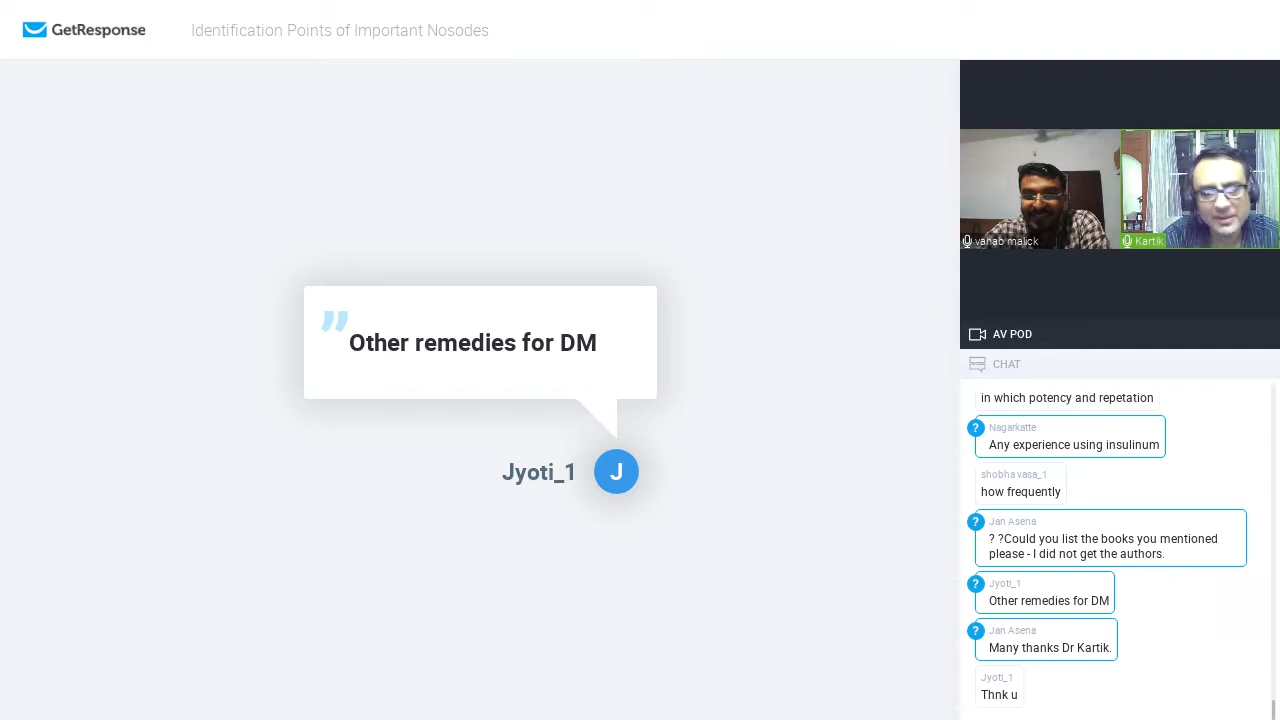 GetResponse
Identification Points of Important Nosodes
Other remedies for DM
Jyoti_1
J
vahab malick
Kartik
AV POD
CHAT
in which potency and repetation
?
Nagarkatte
Any experience using insulinum
shobha vasa_1
how frequently
?
Jan Asena
? ?Could you list the books you mentioned
please - I did not get the authors.
?
Jyoti_1
Other remedies for DM
?
Jan Asena
Many thanks Dr Kartik.
Jyoti_1
Thnk u